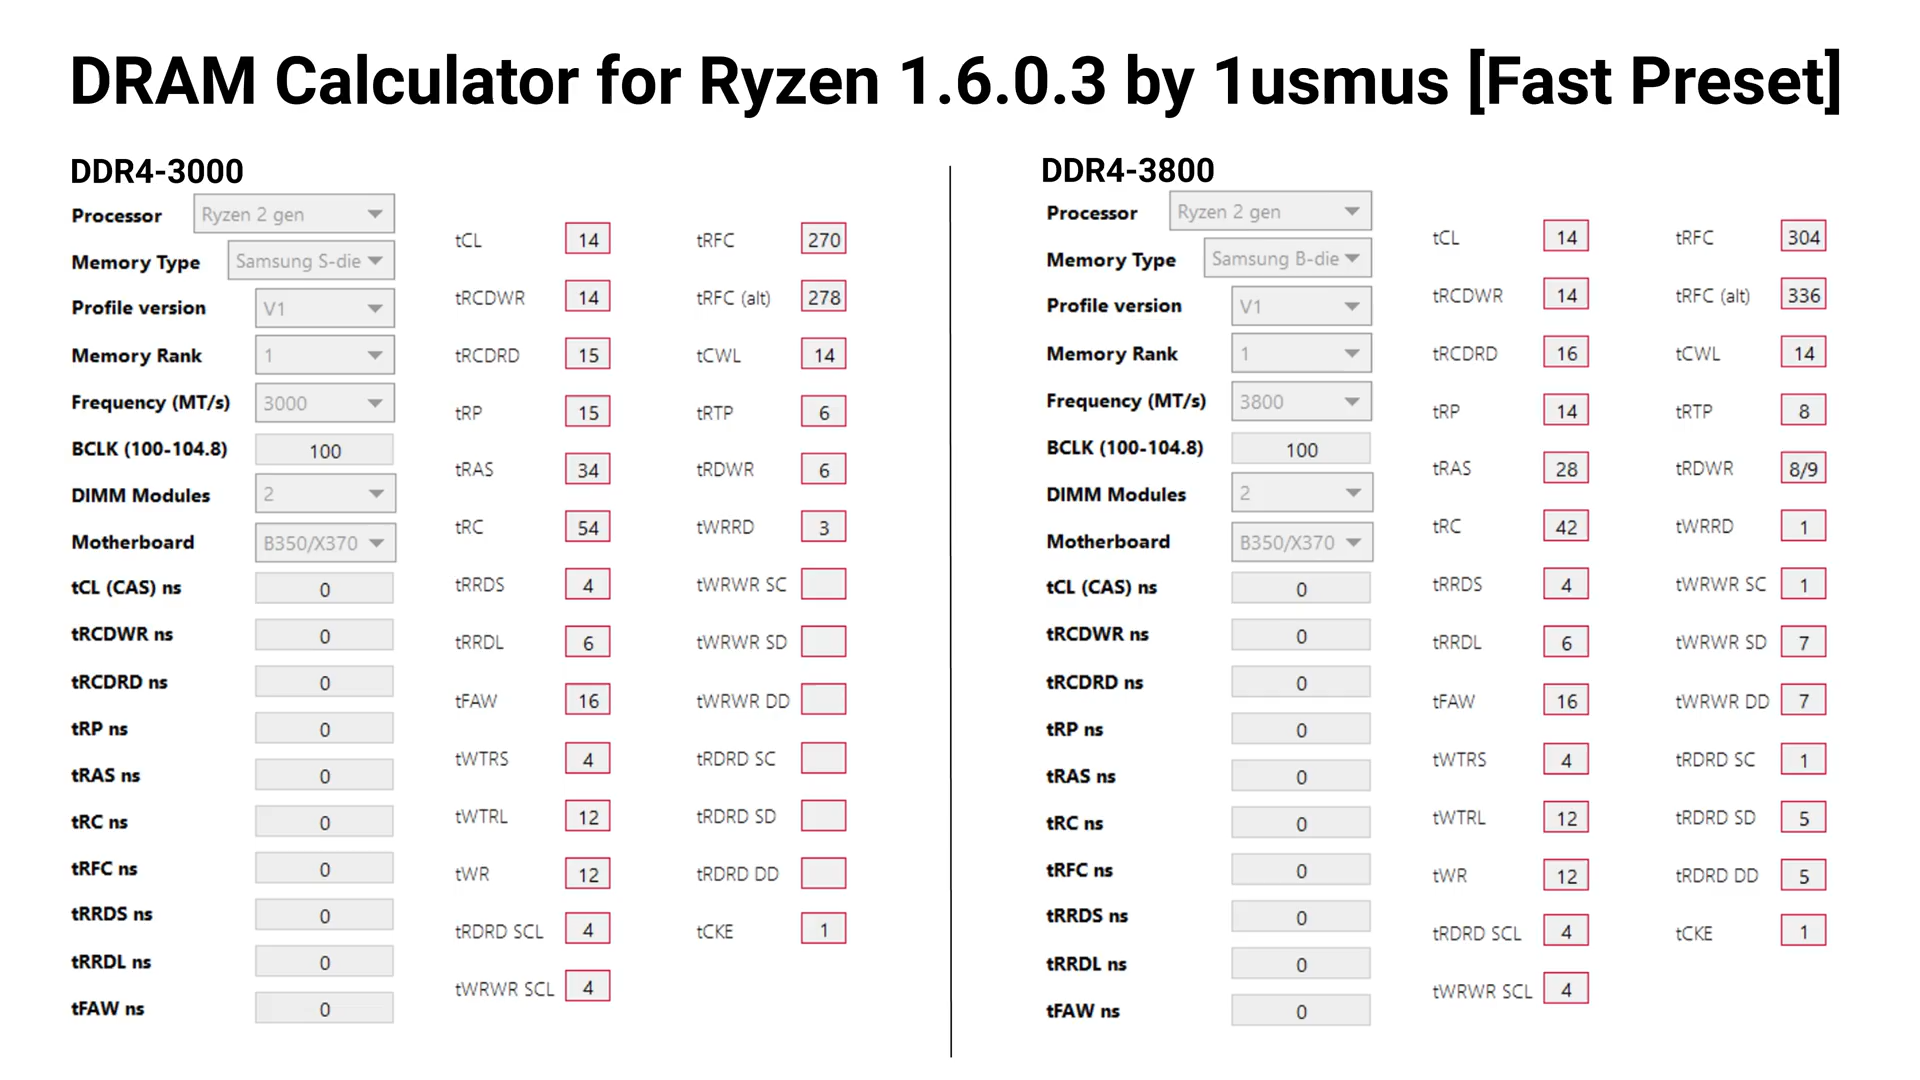 DRAM Calculator for Ryzen 1.6.0.3 by 1usmus [Fast Preset]
DDR4-3000
Processor Ryzen 2 gen
Memory Type Samsung S-die
Profile version V1
Memory Rank 1
Frequency (MT/s) 3000
BCLK (100-104.8) 100
DIMM Modules 2
Motherboard B350/X370
tCL (CAS) ns 0
tRCDWR ns 0
tRCDRD ns 0
tRP ns 0
tRAS ns 0
tRC ns 0
tRFC ns 0
tRRDS ns 0
tRRDL ns 0
tFAW ns 0
tCL 14
tRCDWR 14
tRCDRD 15
tRP 15
tRAS 34
tRC 54
tRRDS 4
tRRDL 6
tFAW 16
tWTRS 4
tWTRL 12
tWR 12
tRDRD SCL 4
tWRWR SCL 4
tRFC 270
tRFC (alt) 278
tCWL 14
tRTP 6
tRDWR 6
tWRRD 3
tWRWR SC
tWRWR SD
tWRWR DD
tRDRD SC
tRDRD SD
tRDRD DD
tCKE 1
DDR4-3800
Processor Ryzen 2 gen
Memory Type Samsung B-die
Profile version V1
Memory Rank 1
Frequency (MT/s) 3800
BCLK (100-104.8) 100
DIMM Modules 2
Motherboard B350/X370
tCL (CAS) ns 0
tRCDWR ns 0
tRCDRD ns 0
tRP ns 0
tRAS ns 0
tRC ns 0
tRFC ns 0
tRRDS ns 0
tRRDL ns 0
tFAW ns 0
tCL 14
tRCDWR 14
tRCDRD 16
tRP 14
tRAS 28
tRC 42
tRRDS 4
tRRDL 6
tFAW 16
tWTRS 4
tWTRL 12
tWR 12
tRDRD SCL 4
tWRWR SCL 4
tRFC 304
tRFC (alt) 336
tCWL 14
tRTP 8
tRDWR 8/9
tWRRD 1
tWRWR SC 1
tWRWR SD 7
tWRWR DD 7
tRDRD SC 1
tRDRD SD 5
tRDRD DD 5
tCKE 1